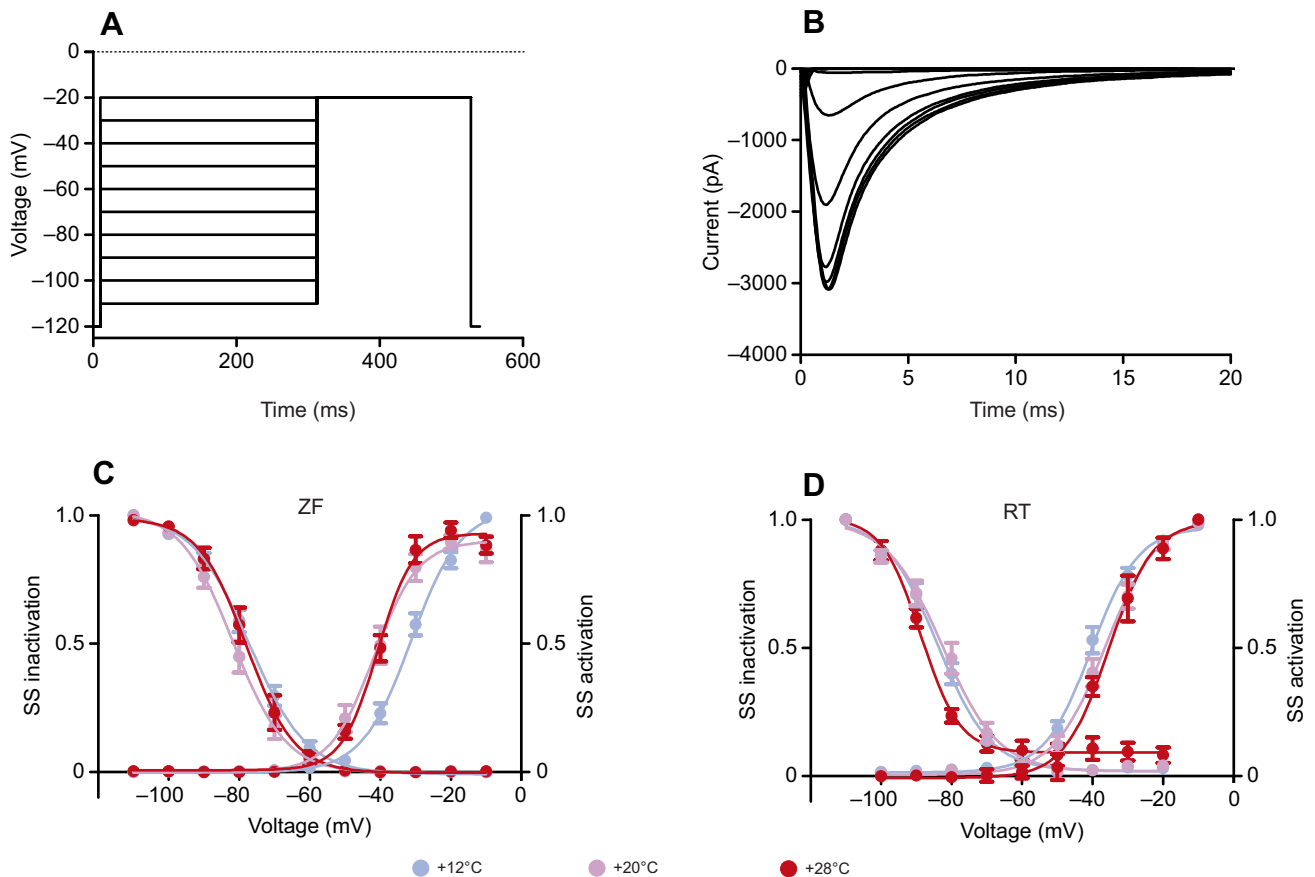 A
Voltage (mV)
0
–20
–40
–60
–80
–100
–120
0 200 400 600
Time (ms)
B
Current (pA)
0
–1000
–2000
–3000
–4000
0 5 10 15 20
Time (ms)
C
ZF
SS inactivation
1.0
0.5
0
SS activation
1.0
0.5
0
–100 –80 –60 –40 –20 0
Voltage (mV)
D
RT
SS inactivation
1.0
0.5
0
SS activation
1.0
0.5
0
–100 –80 –60 –40 –20 0
Voltage (mV)
+12°C +20°C +28°C